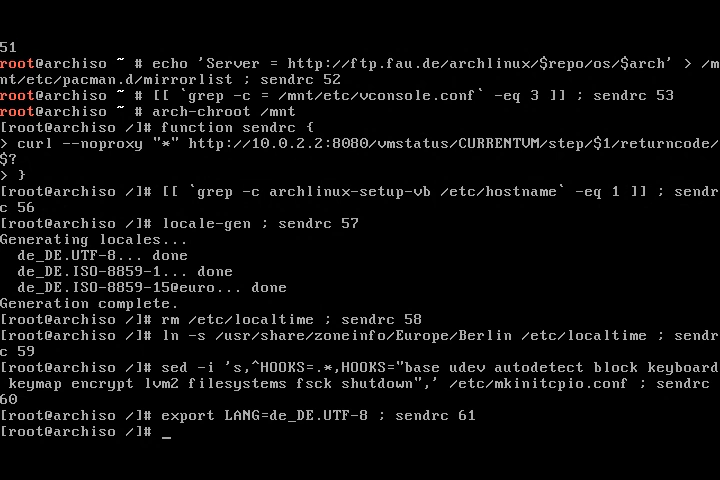 51
root@archiso ~ # echo 'Server = http://ftp.fau.de/archlinux/$repo/os/$arch' > /m
nt/etc/pacman.d/mirrorlist ; sendrc 52
root@archiso ~ # [[ `grep -c = /mnt/etc/vconsole.conf` -eq 3 ]] ; sendrc 53
root@archiso ~ # arch-chroot /mnt
[root@archiso /]# function sendrc {
> curl --noproxy "*" http://10.0.2.2:8080/vmstatus/CURRENTVM/step/$1/returncode/
$?
> }
[root@archiso /]# [[ `grep -c archlinux-setup-vb /etc/hostname` -eq 1 ]] ; sendr
c 56
[root@archiso /]# locale-gen ; sendrc 57
Generating locales...
  de_DE.UTF-8... done
  de_DE.ISO-8859-1... done
  de_DE.ISO-8859-15@euro... done
Generation complete.
[root@archiso /]# rm /etc/localtime ; sendrc 58
[root@archiso /]# ln -s /usr/share/zoneinfo/Europe/Berlin /etc/localtime ; sendr
c 59
[root@archiso /]# sed -i 's,^HOOKS=.*,HOOKS="base udev autodetect block keyboard
 keymap encrypt lvm2 filesystems fsck shutdown",' /etc/mkinitcpio.conf ; sendrc
60
[root@archiso /]# export LANG=de_DE.UTF-8 ; sendrc 61
[root@archiso /]# _